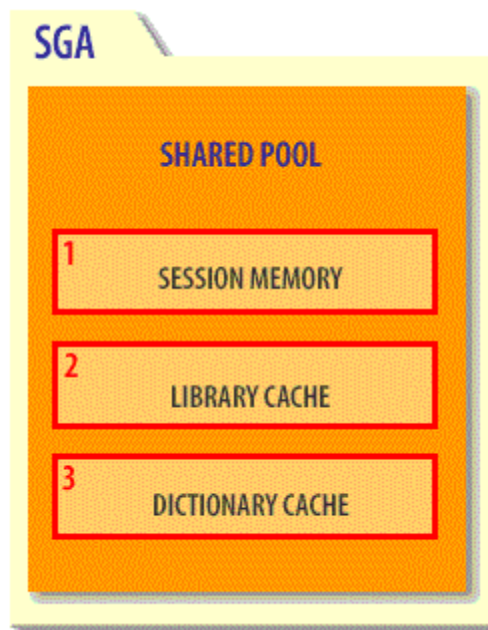 SGA
SHARED POOL
1
SESSION MEMORY
2
LIBRARY CACHE
3
DICTIONARY CACHE